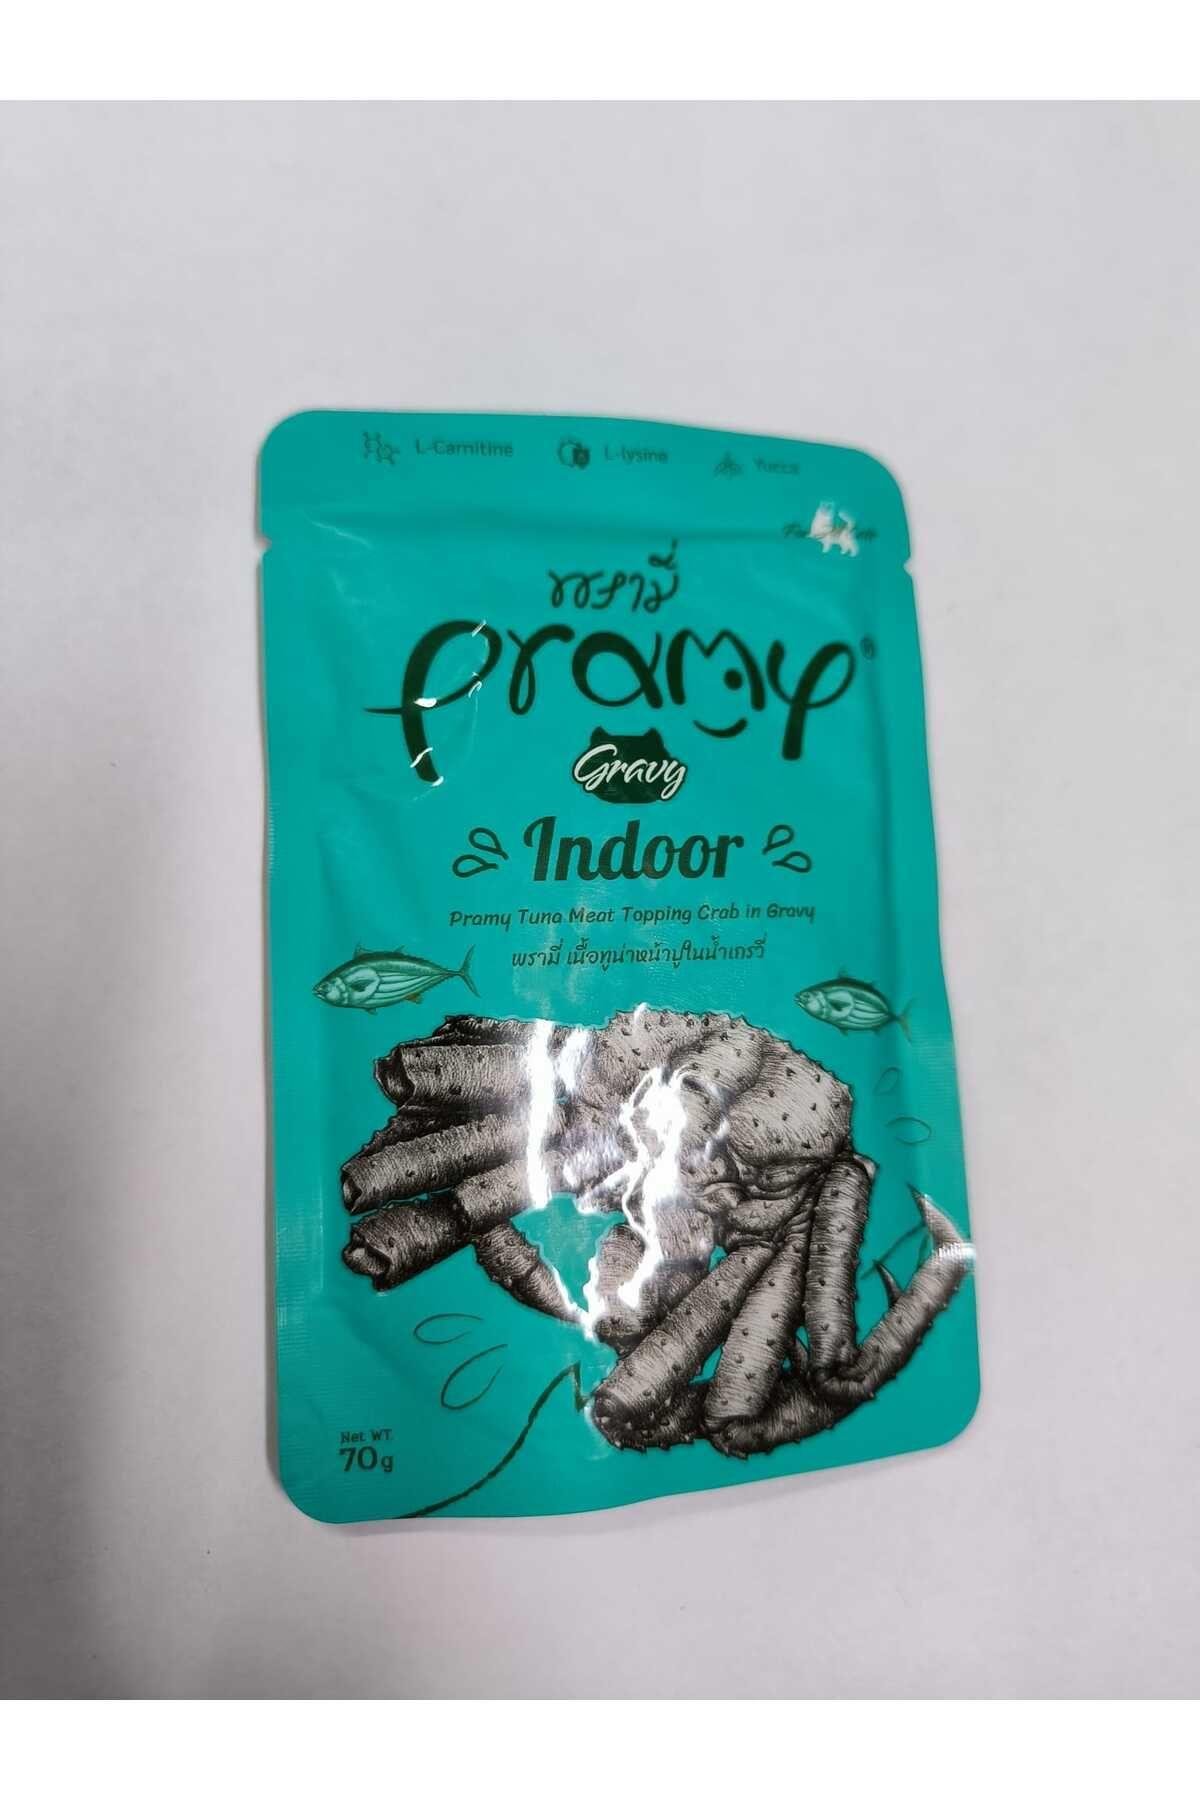 L-Carnitine L-lysine Yucca
พรามี่
Pramy®
Gravy
Indoor
Pramy Tuna Meat Topping Crab in Gravy
พรามี่ เนื้อทูน่าหน้าปูในน้ำเกรวี่
Net WT.
70g